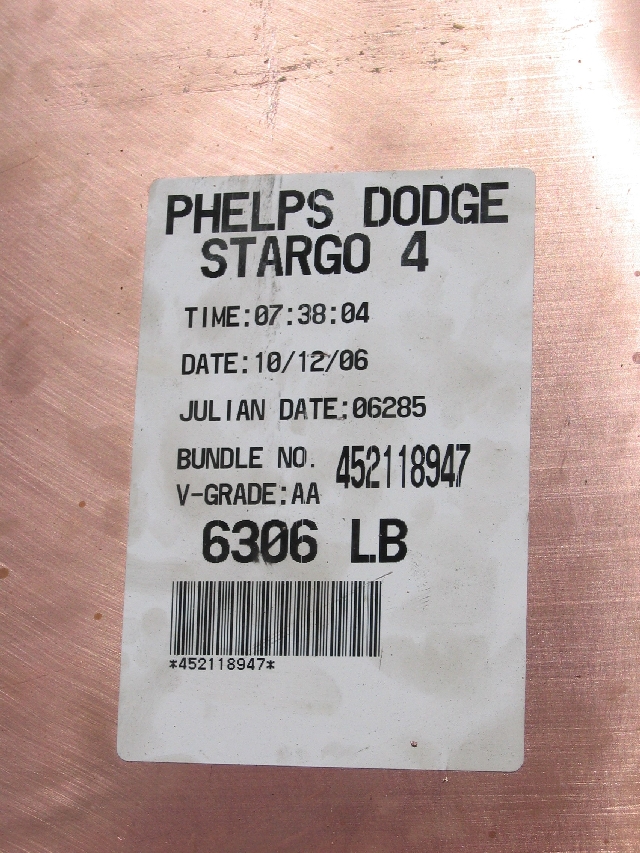 PHELPS DODGE
STARGO 4
TIME:07:38:04
DATE:10/12/06
JULIAN DATE:06285
BUNDLE NO. 452118947
V-GRADE:AA
6306 LB
*452118947*